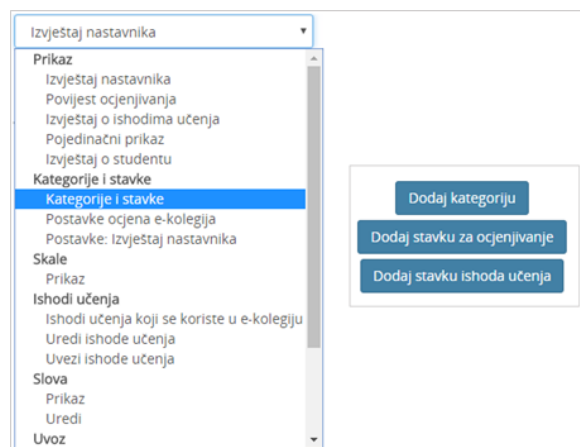 Izvještaj nastavnika
Prikaz
Izvještaj nastavnika
Povijest ocjenjivanja
Izvještaj o ishodima učenja
Pojedinačni prikaz
Izvještaj o studentu
Kategorije i stavke
Kategorije i stavke
Postavke ocjena e-kolegija
Postavke: Izvještaj nastavnika
Skale
Prikaz
Ishodi učenja
Ishodi učenja koji se koriste u e-kolegiju
Uredi ishode učenja
Uvezi ishode učenja
Slova
Prikaz
Uredi
Uvoz
Dodaj kategoriju
Dodaj stavku za ocjenjivanje
Dodaj stavku ishoda učenja